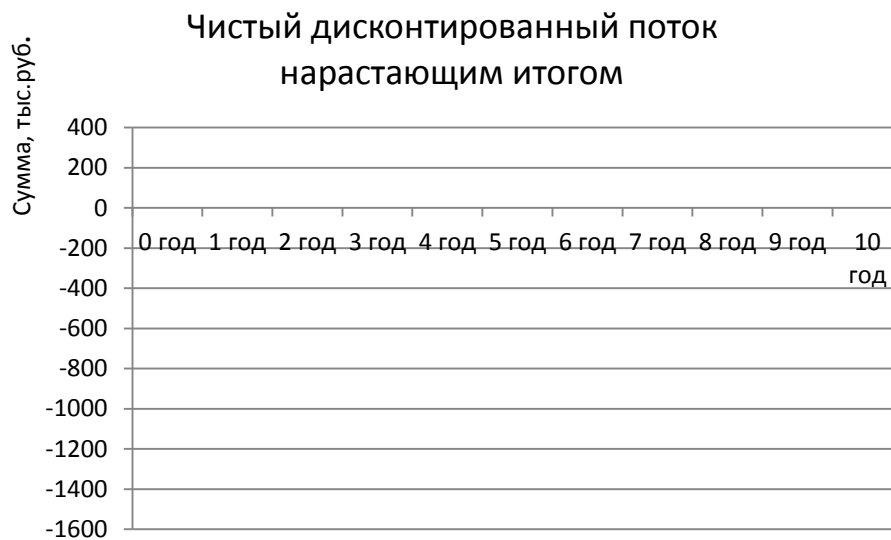 Чистый дисконтированный поток
нарастающим итогом
Сумма, тыс.руб.
400
200
0
-200
-400
-600
-800
-1000
-1200
-1400
-1600
0 год 1 год 2 год 3 год 4 год 5 год 6 год 7 год 8 год 9 год 10
год